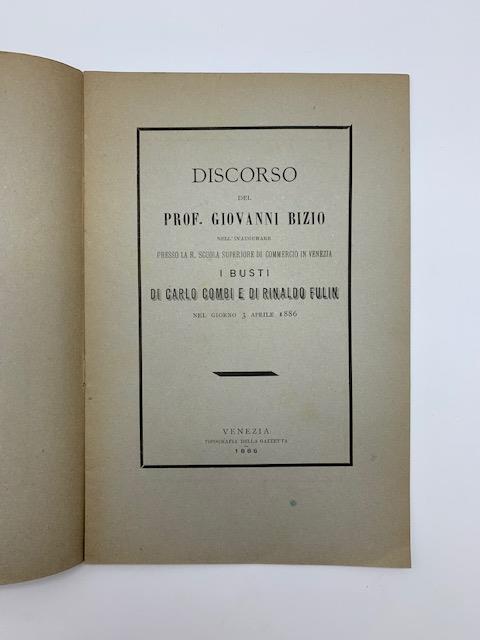 DISCORSO
DEL
PROF. GIOVANNI BIZIO
NELL'INAUGURARE
PRESSO LA R. SCUOLA SUPERIORE DI COMMERCIO IN VENEZIA
I BUSTI
DI CARLO COMBI E DI RINALDO FULIN
NEL GIORNO 3 APRILE 1886
VENEZIA
TIPOGRAFIA DELLA GAZZETTA
1886